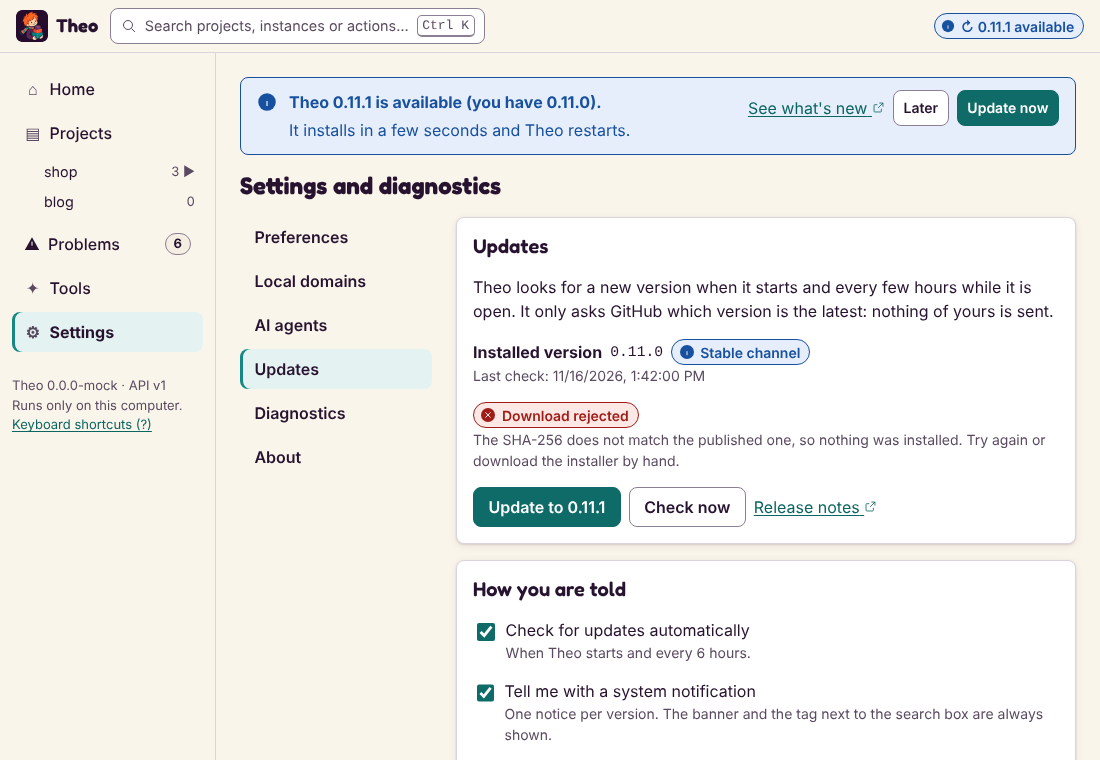 Theo
Search projects, instances or actions... Ctrl K
0.11.1 available
Home
Projects
shop 3
blog 0
Problems 6
Tools
Settings
Theo 0.0.0-mock · API v1
Runs only on this computer.
Keyboard shortcuts (?)
Theo 0.11.1 is available (you have 0.11.0).
It installs in a few seconds and Theo restarts.
See what's new
Later
Update now
Settings and diagnostics
Preferences
Local domains
AI agents
Updates
Diagnostics
About
Updates
Theo looks for a new version when it starts and every few hours while it is
open. It only asks GitHub which version is the latest: nothing of yours is sent.
Installed version 0.11.0 Stable channel
Last check: 11/16/2026, 1:42:00 PM
Download rejected
The SHA-256 does not match the published one, so nothing was installed. Try again or
download the installer by hand.
Update to 0.11.1
Check now
Release notes
How you are told
Check for updates automatically
When Theo starts and every 6 hours.
Tell me with a system notification
One notice per version. The banner and the tag next to the search box are always
shown.